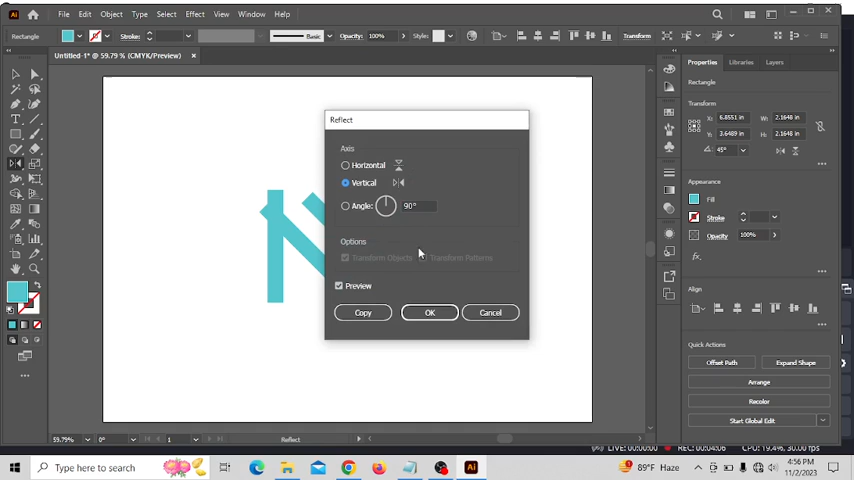 Ai File Edit Object Type Select Effect View Window Help
Rectangle Stroke: Basic Opacity: 100% Style: Transform
Untitled-1* @ 59.79 % (CMYK/Preview) ×
Properties Libraries Layers
Rectangle
Transform
X: 6.8551 in W: 2.1648 in
Y: 3.6489 in H: 2.1648 in
45°
Appearance
Fill
Stroke
Opacity 100%
fx.
Align
Quick Actions
Offset Path Expand Shape
Arrange
Recolor
Start Global Edit
Reflect
Axis
Horizontal
Vertical
Angle: 90°
Options
Transform Objects Transform Patterns
Preview
Copy OK Cancel
59.79% 0° 1 Reflect
LIVE: 00:00:00 REC: 00:04:06 CPU: 19.4%, 30.00 fps
Type here to search 89°F Haze 4:56 PM
11/2/2023